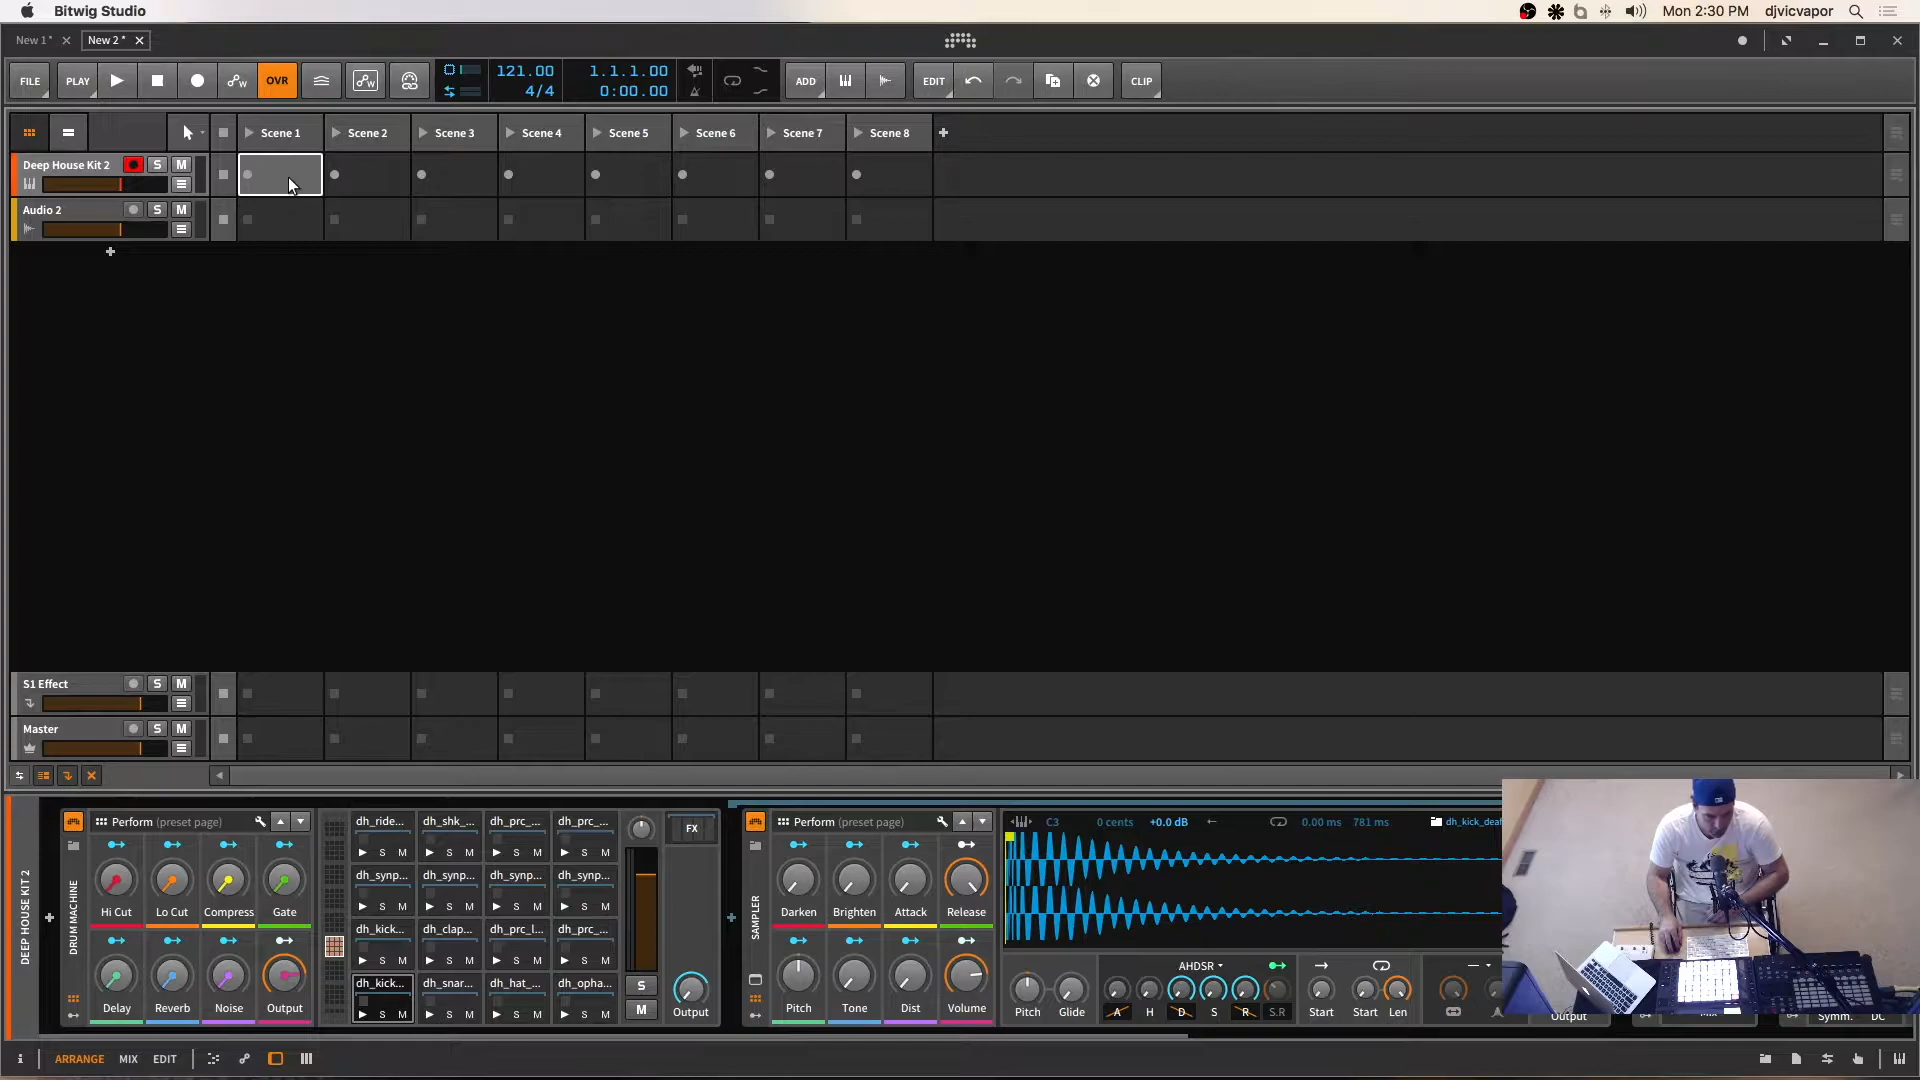 Bitwig Studio
Mon 2:30 PM djvicvapor
New 1*
New 2*
FILE PLAY OVR 121.00 4/4 1.1.1.00 0:00.00 ADD EDIT CLIP
Scene 1 Scene 2 Scene 3 Scene 4 Scene 5 Scene 6 Scene 7 Scene 8
Deep House Kit 2 S M
Audio 2 S M
S1 Effect S M
Master S M
DEEP HOUSE KIT 2
DRUM MACHINE
Perform (preset page)
Hi Cut Lo Cut Compress Gate
Delay Reverb Noise Output
dh_ride... dh_shk_... dh_prc_... dh_prc_...
S M S M S M S M
dh_synp... dh_synp... dh_synp... dh_synp...
S M S M S M S M
dh_kick... dh_clap... dh_prc_l... dh_prc_...
S M S M S M S M
dh_kick... dh_snar... dh_hat_... dh_opha...
S M S M S M S M
FX
S
M
Output
SAMPLER
Perform (preset page)
Darken Brighten Attack Release
Pitch Tone Dist Volume
C3 0 cents +0.0 dB 0.00 ms 781 ms dh_kick_deaf
AHDSR
Pitch Glide A H D S R S.R Start Start Len
Output Symm. DC
ARRANGE MIX EDIT